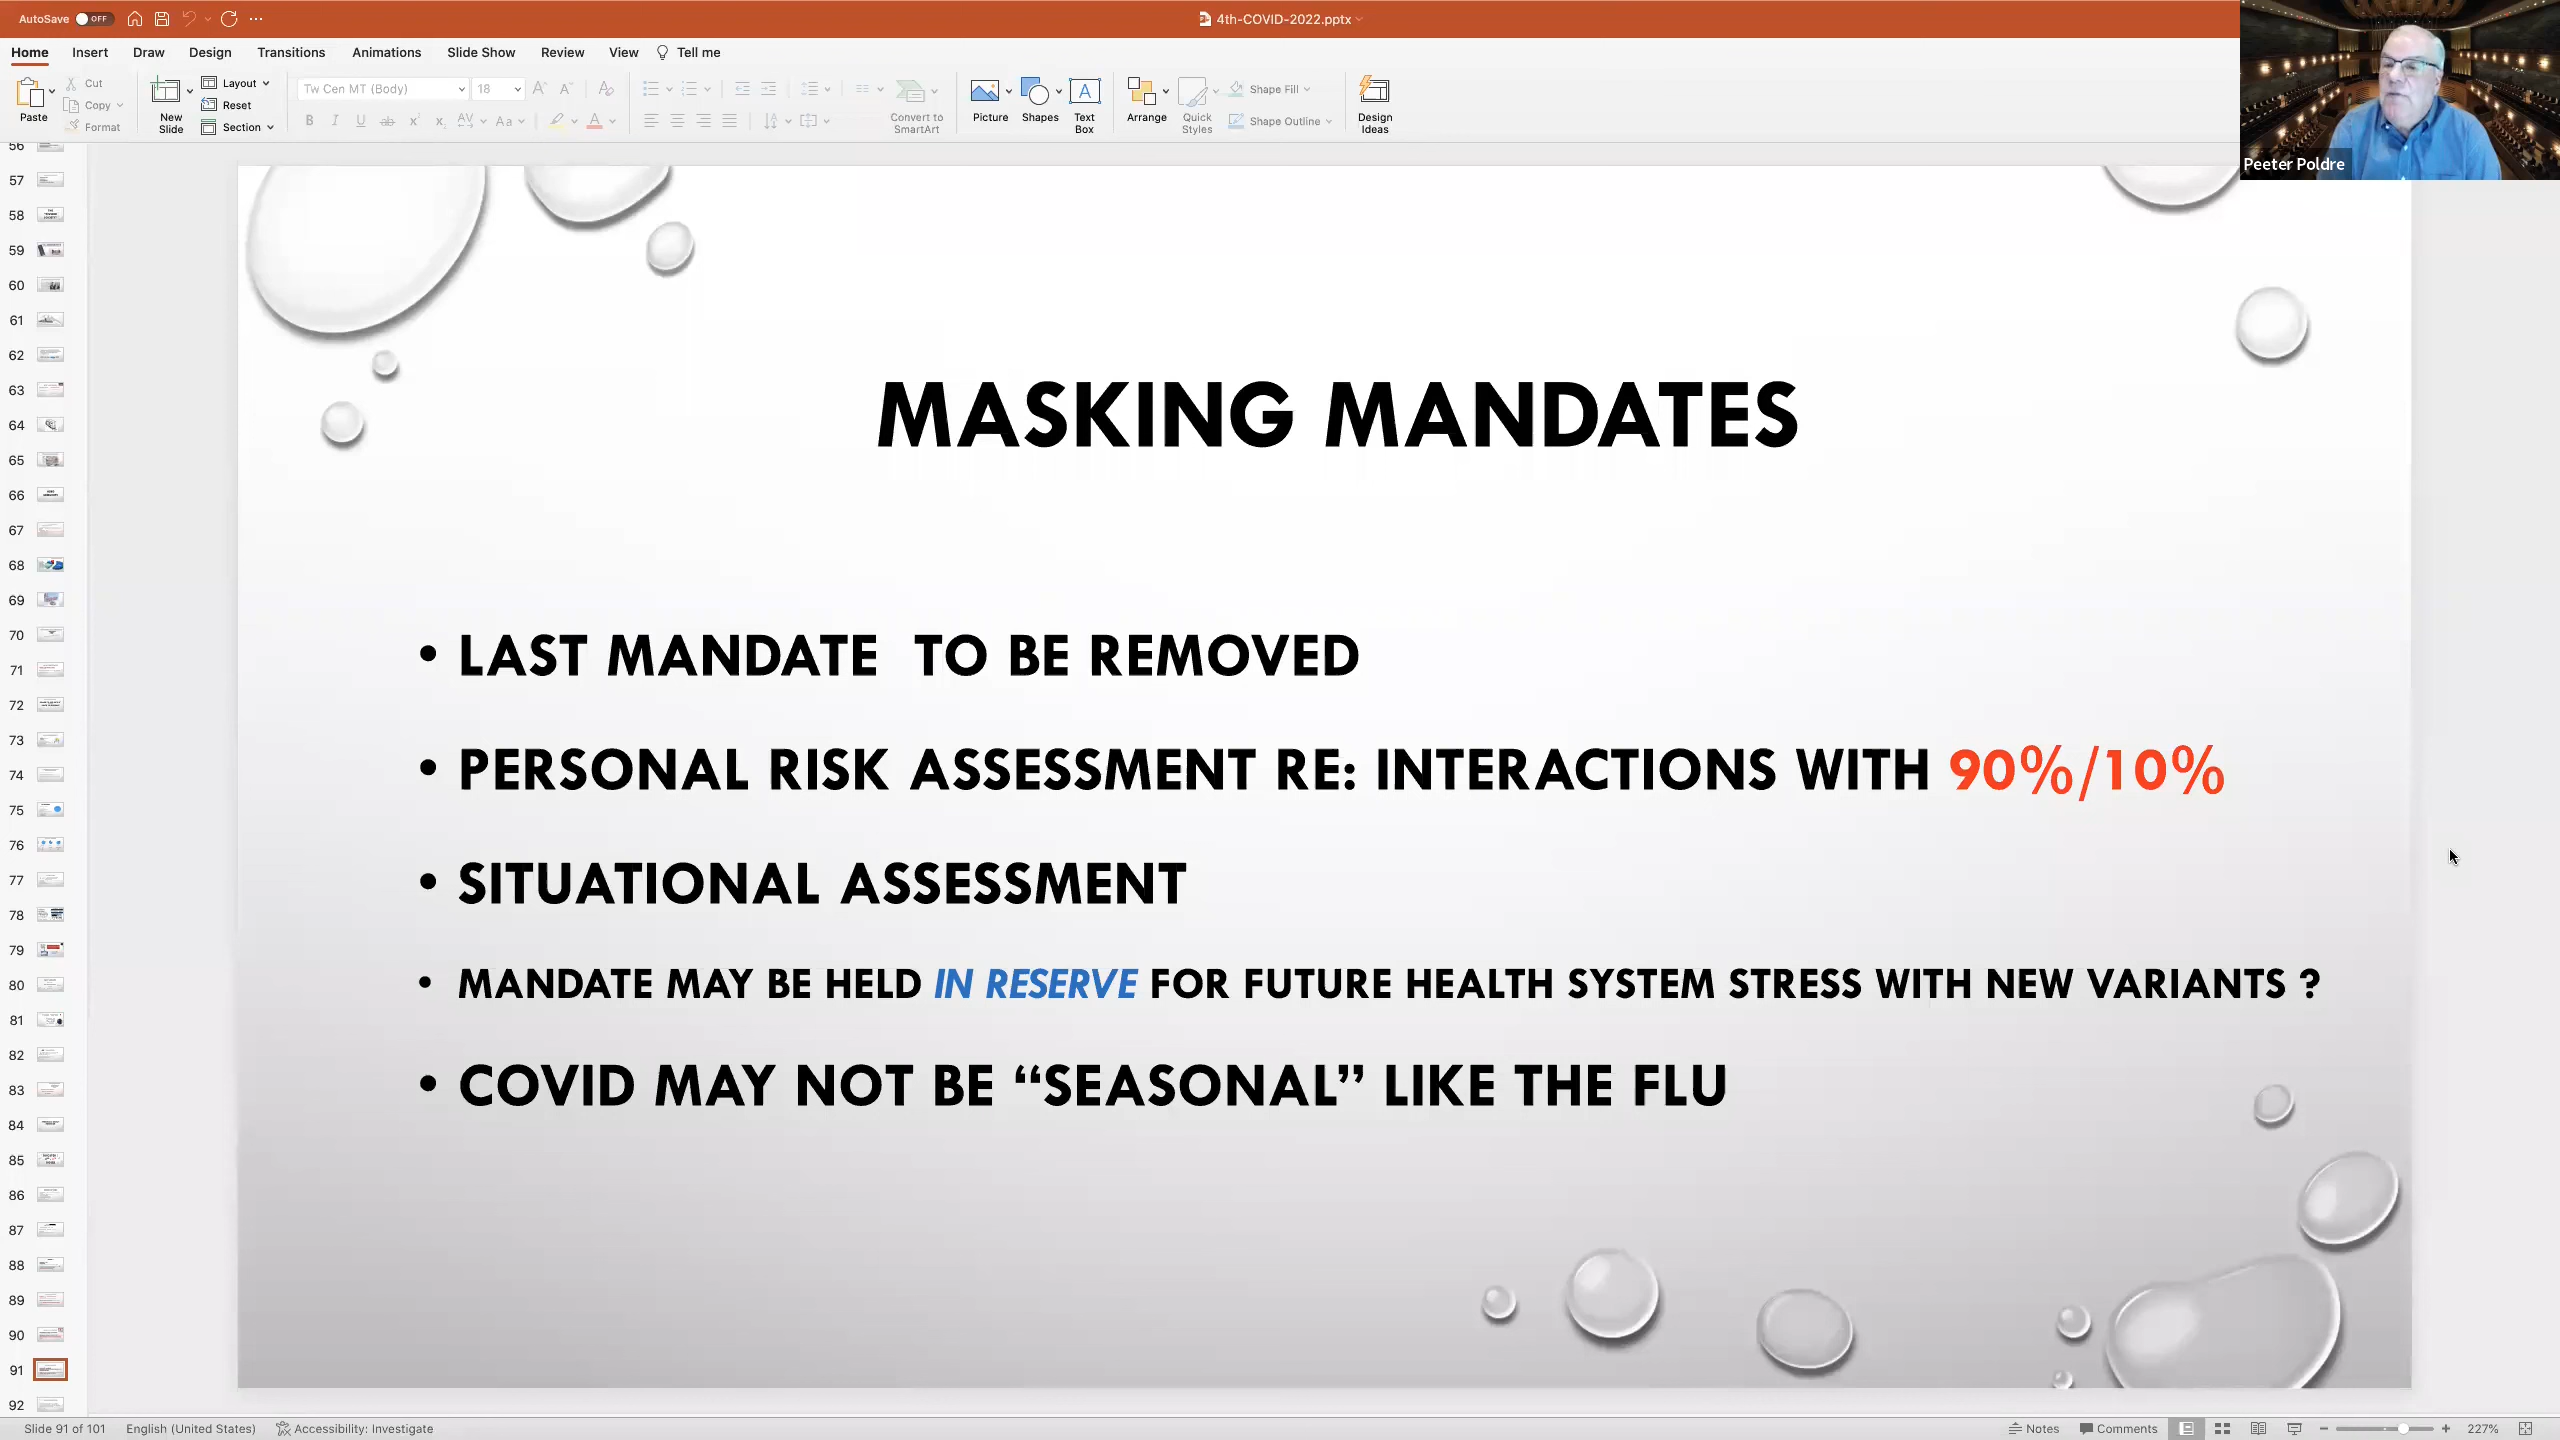 AutoSave OFF
4th-COVID-2022.pptx
Home Insert Draw Design Transitions Animations Slide Show Review View Tell me
Paste
Cut
Copy
Format
New Slide
Layout
Reset
Section
Tw Cen MT (Body) 18
Convert to SmartArt
Picture
Shapes
Text Box
Arrange
Quick Styles
Shape Fill
Shape Outline
Design Ideas
Peeter Poldre
56
57
58
59
60
61
62
63
64
65
66
67
68
69
70
71
72
73
74
75
76
77
78
79
80
81
82
83
84
85
86
87
88
89
90
91
92
MASKING MANDATES
• LAST MANDATE TO BE REMOVED
• PERSONAL RISK ASSESSMENT RE: INTERACTIONS WITH 90%/10%
• SITUATIONAL ASSESSMENT
• MANDATE MAY BE HELD IN RESERVE FOR FUTURE HEALTH SYSTEM STRESS WITH NEW VARIANTS ?
• COVID MAY NOT BE “SEASONAL” LIKE THE FLU
Slide 91 of 101 English (United States) Accessibility: Investigate Notes Comments 227%